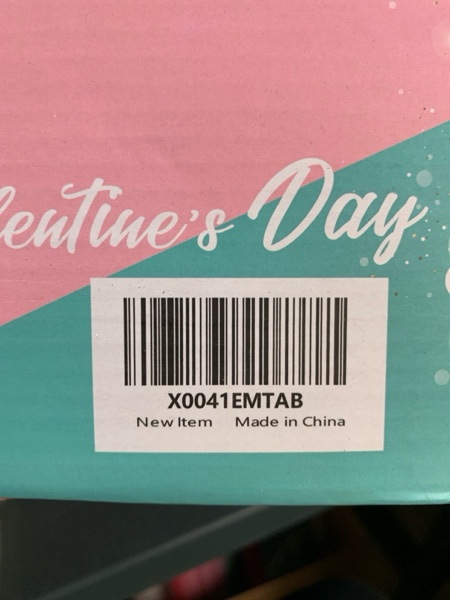 lentine's Day
X0041EMTAB
New Item Made in China